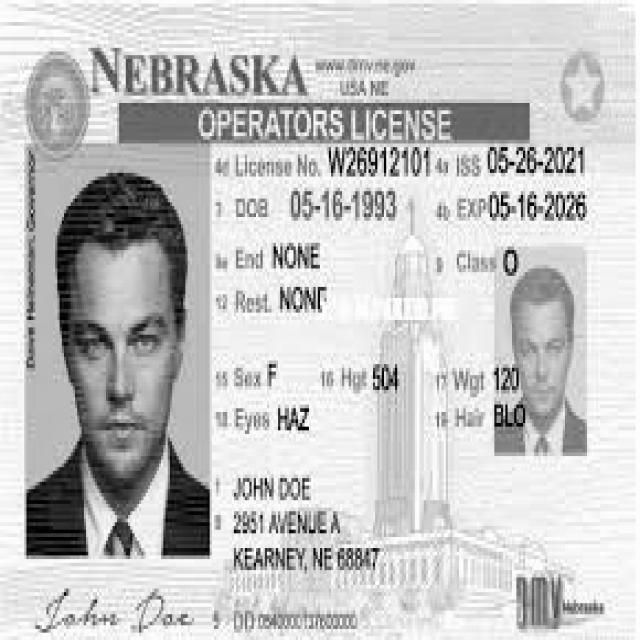 NEBRASKA www.dmv.ne.gov
USA NE
OPERATORS LICENSE
4d License No. W26912101 4a ISS 05-26-2021
3 DOB 05-16-1993 4b EXP 05-16-2026
9a End NONE 9 Class O
12 Rest. NONE
15 Sex F 16 Hgt 504 17 Wgt 120
18 Eyes HAZ 19 Hair BLO
1 JOHN DOE
8 2951 AVENUE A
KEARNEY, NE 68847
John Doe 5 DD
DMV Nebraska